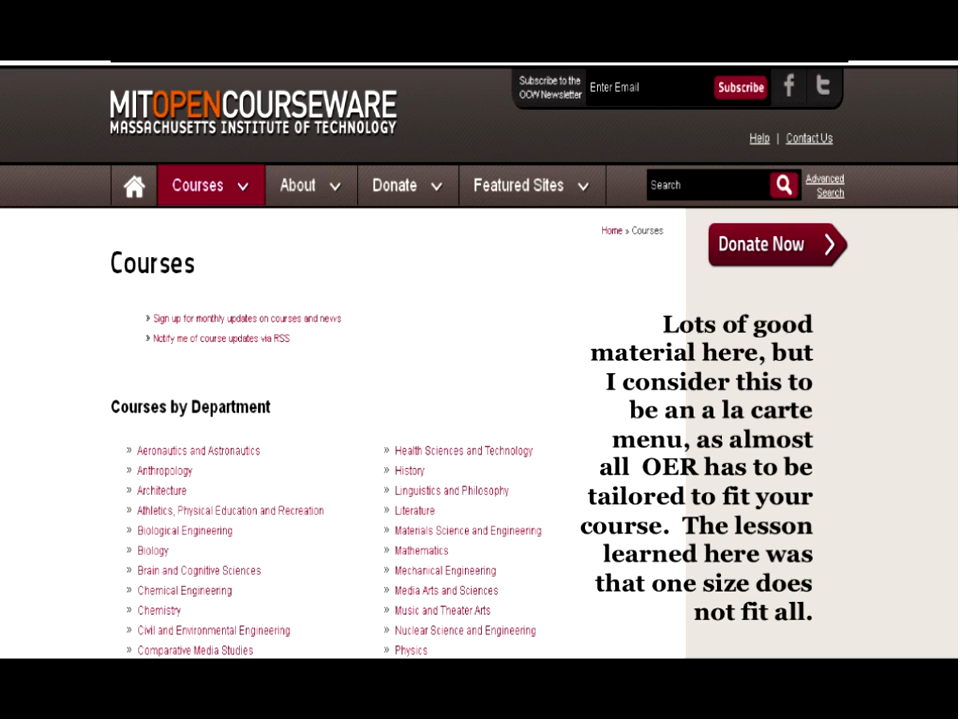 Subscribe to the
OCW Newsletter
Enter Email
Subscribe
MITOPENCOURSEWARE
MASSACHUSETTS INSTITUTE OF TECHNOLOGY
Help | Contact Us
Courses
About
Donate
Featured Sites
Search
Advanced
Search
Home » Courses
Donate Now
Courses
» Sign up for monthly updates on courses and news
» Notify me of course updates via RSS
Courses by Department
» Aeronautics and Astronautics
» Anthropology
» Architecture
» Athletics, Physical Education and Recreation
» Biological Engineering
» Biology
» Brain and Cognitive Sciences
» Chemical Engineering
» Chemistry
» Civil and Environmental Engineering
» Comparative Media Studies
» Health Sciences and Technology
» History
» Linguistics and Philosophy
» Literature
» Materials Science and Engineering
» Mathematics
» Mechanical Engineering
» Media Arts and Sciences
» Music and Theater Arts
» Nuclear Science and Engineering
» Physics
Lots of good
material here, but
I consider this to
be an a la carte
menu, as almost
all OER has to be
tailored to fit your
course. The lesson
learned here was
that one size does
not fit all.